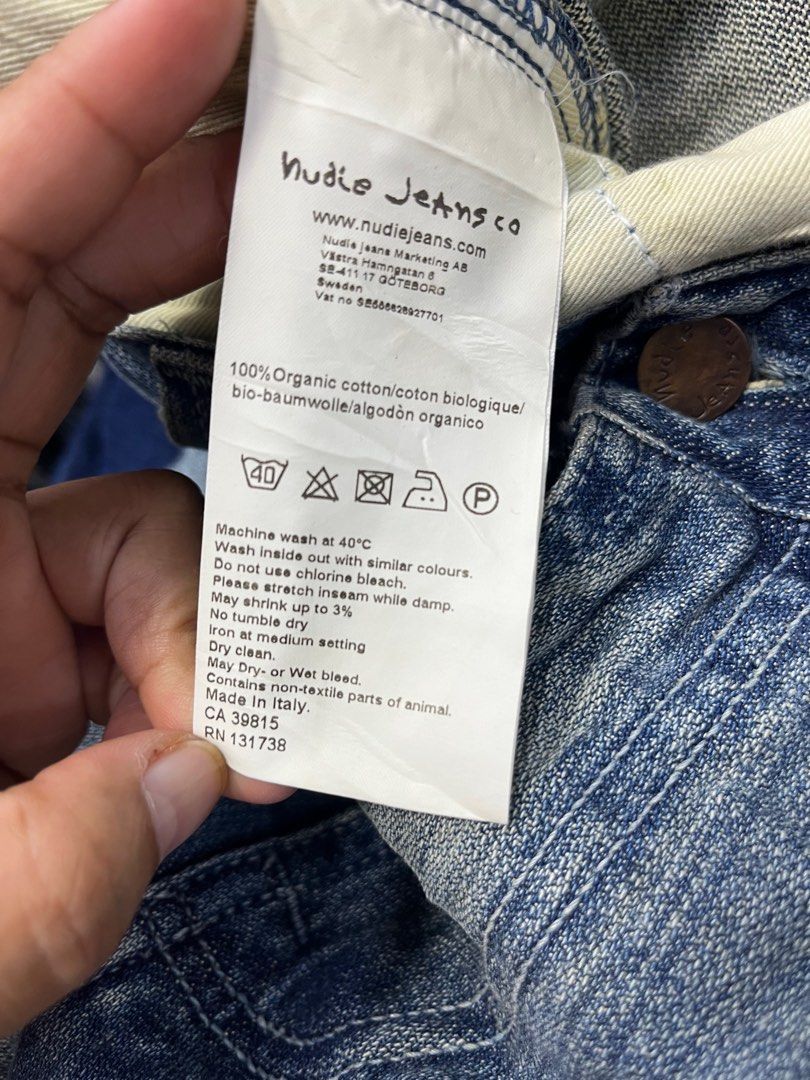 nudie Jeans co
www.nudiejeans.com
Nudie jeans Marketing AB
Västra Hamngatan 6
SE-411 17 GÖTEBORG
Sweden
Vat no SE556628927701
100%Organic cotton/coton biologique/
bio-baumwolle/algodòn organico
40
P
Machine wash at 40°C
Wash inside out with similar colours.
Do not use chlorine bleach.
Please stretch inseam while damp.
May shrink up to 3%
No tumble dry
Iron at medium setting
Dry clean.
May Dry- or Wet bleed.
Contains non-textile parts of animal.
Made In Italy.
CA 39815
RN 131738